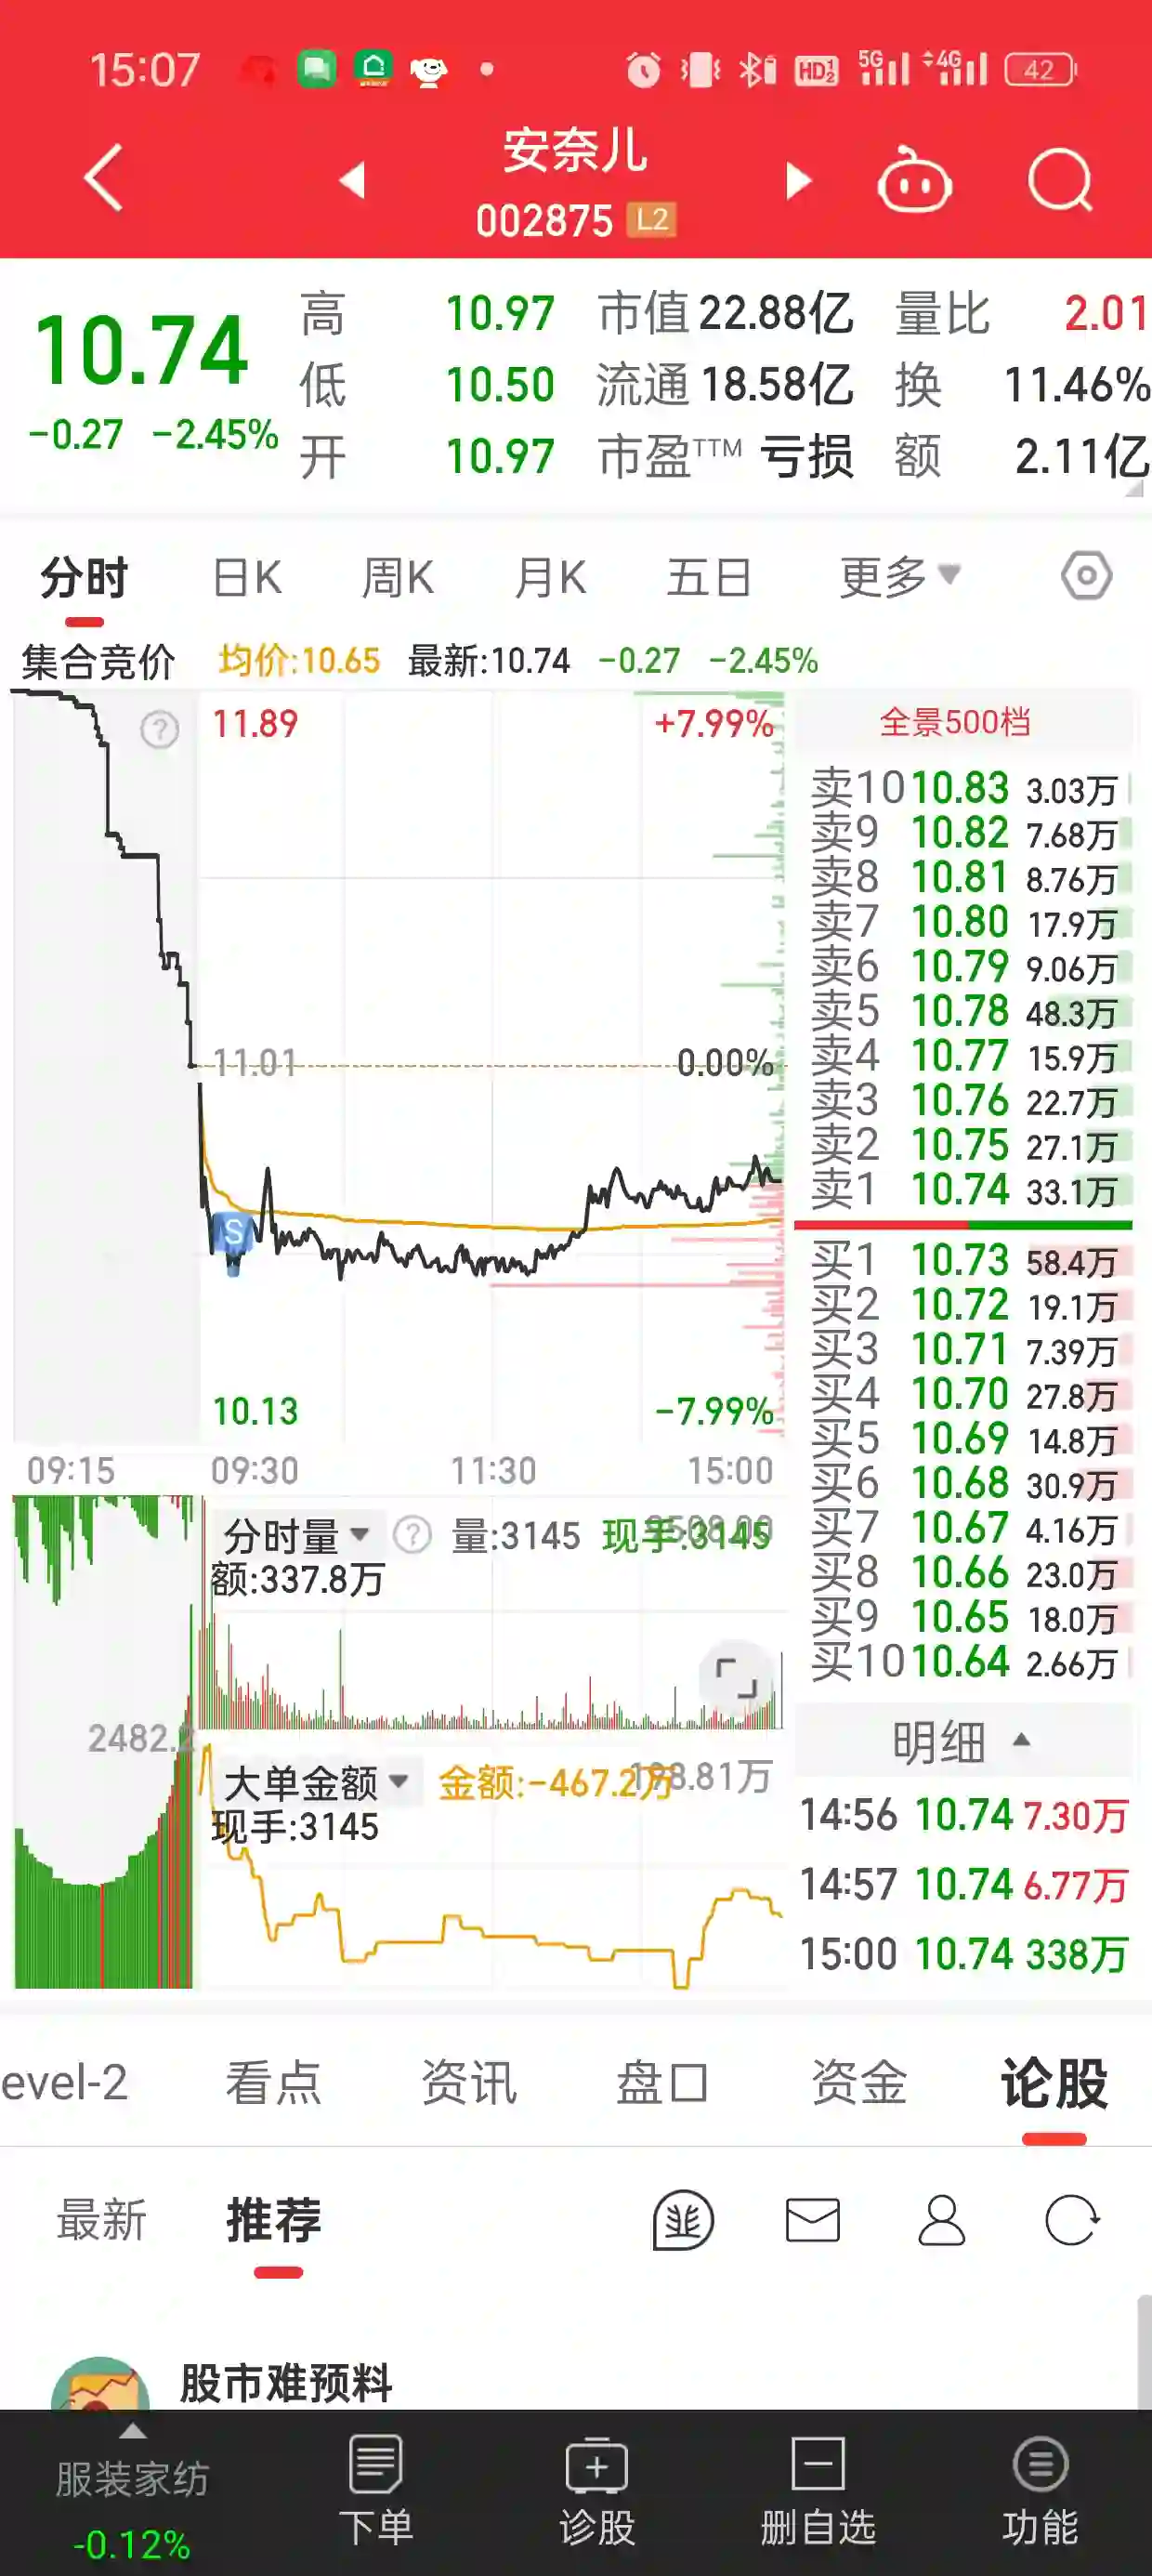 15:07 HD1 2 5G 4G 42
安奈儿
002875 L2
10.74
-0.27 -2.45%
高 10.97 市值 22.88亿 量比 2.01
低 10.50 流通 18.58亿 换 11.46%
开 10.97 市盈TTM 亏损 额 2.11亿
分时 日K 周K 月K 五日 更多
集合竞价 均价:10.65 最新:10.74 -0.27 -2.45%
11.89 +7.99%
11.01 0.00%
10.13 -7.99%
09:15 09:30 11:30 15:00
全景500档
卖10 10.83 3.03万
卖9 10.82 7.68万
卖8 10.81 8.76万
卖7 10.80 17.9万
卖6 10.79 9.06万
卖5 10.78 48.3万
卖4 10.77 15.9万
卖3 10.76 22.7万
卖2 10.75 27.1万
卖1 10.74 33.1万
买1 10.73 58.4万
买2 10.72 19.1万
买3 10.71 7.39万
买4 10.70 27.8万
买5 10.69 14.8万
买6 10.68 30.9万
买7 10.67 4.16万
买8 10.66 23.0万
买9 10.65 18.0万
买10 10.64 2.66万
S
分时量 量:3145 现手:3145
额:337.8万
大单金额 金额:-467.2万
现手:3145
明细
14:56 10.74 7.30万
14:57 10.74 6.77万
15:00 10.74 338万
evel-2 看点 资讯 盘口 资金 论股
最新 推荐
股市难预料
服装家纺
-0.12%
下单 诊股 删自选 功能